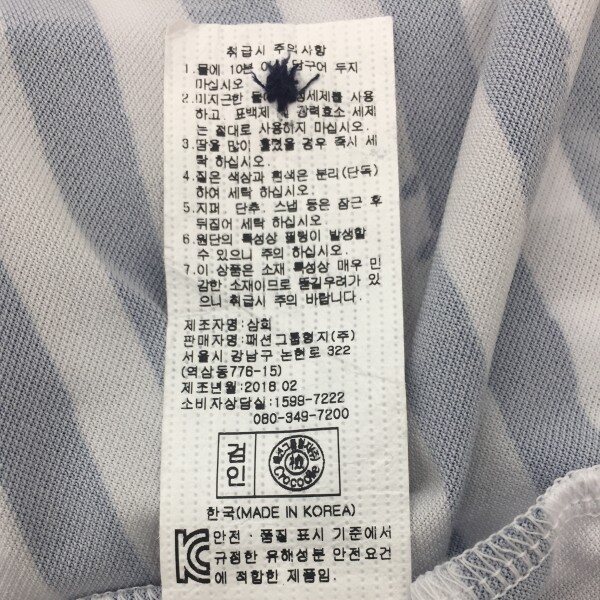 취급시 주의사항
1. 물에 10분 담구어 두지
마십시오
2. 미지근한 물에 세제를 사용
하고, 표백제 강력효소 세제
는 절대로 사용하지 마십시오.
3. 땀을 많이 흘렸을 경우 즉시 세
탁 하십시오.
4. 짙은 색상과 흰색은 분리(단독)
하여 세탁 하십시오.
5. 지퍼, 단추, 스냅 등은 잠근 후
뒤집어 세탁 하십시오.
6. 원단의 특성상 필링이 발생할
수 있으니 주의 하십시오.
7. 이 상품은 소재 특성상 매우 민
감한 소재이므로 뜯길우려가 있
으니 취급시 주의 바랍니다.
제조자명:삼회
판매자명:패션그룹형지(주)
서울시 강남구 논현로 322
(역삼동776-15)
제조년월:2018 02
소비자상담실:1599-7222
080-349-7200
검인
패션그룹형지(주)
Crocodile
한국(MADE IN KOREA)
안전·품질 표시 기준에서
규정한 유해성분 안전요건
에 적합한 제품임.